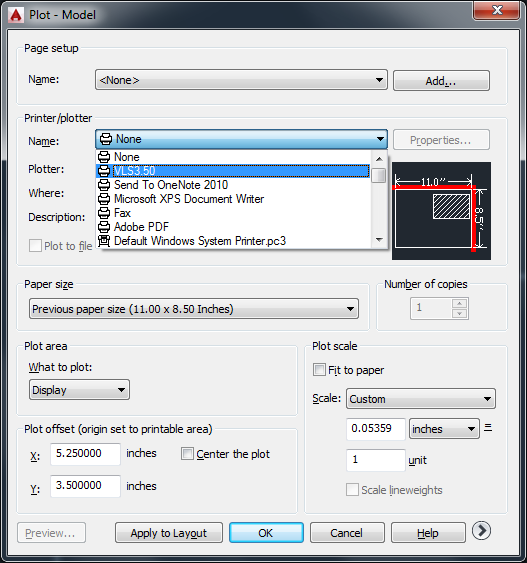 Plot - Model
Page setup
Name: <None> Add...
Printer/plotter
Name: None Properties...
None
Plotter: VLS3.50
Send To OneNote 2010
11.0''
Where: Microsoft XPS Document Writer
Fax
8.5''
Description: Adobe PDF
Plot to file Default Windows System Printer.pc3
Paper size
Previous paper size (11.00 x 8.50 Inches)
Number of copies
1
Plot area
What to plot:
Display
Plot scale
Fit to paper
Scale: Custom
0.05359 inches =
1 unit
Scale lineweights
Plot offset (origin set to printable area)
X: 5.250000 inches Center the plot
Y: 3.500000 inches
Preview... Apply to Layout OK Cancel Help